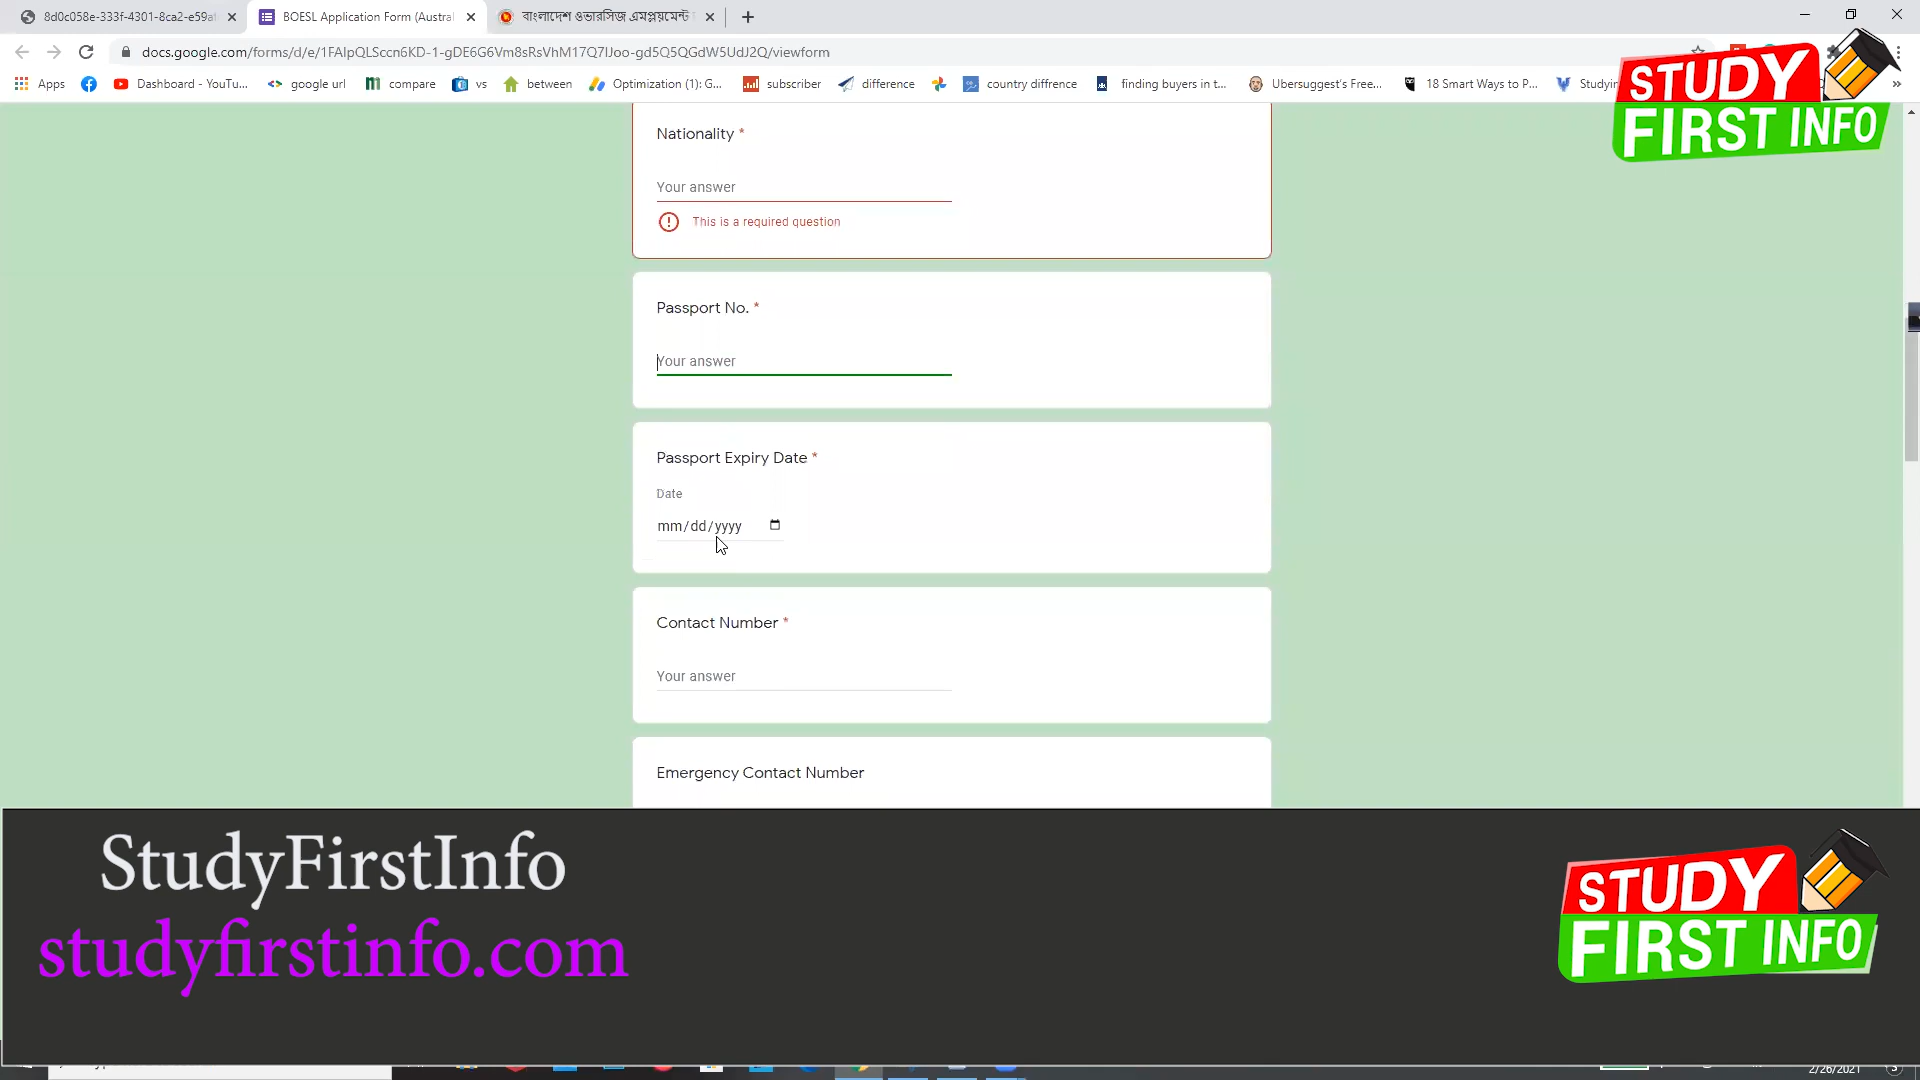 8d0c058e-333f-4301-8ca2-e59a
BOESL Application Form (Austral
বাংলাদেশ ওভারসিজ এমপ্লয়মেন্ট
docs.google.com/forms/d/e/1FAIpQLSccn6KD-1-gDE6G6Vm8sRsVhM17Q7IJoo-gd5Q5QGdW5UdJ2Q/viewform
Apps
Dashboard - YouTu...
google url
compare
vs
between
Optimization (1): G...
subscriber
difference
country diffrence
finding buyers in t...
Ubersuggest's Free...
18 Smart Ways to P...
Studyin
STUDY
FIRST INFO
Nationality *
Your answer
This is a required question
Passport No. *
Your answer
Passport Expiry Date *
Date
mm/dd/yyyy
Contact Number *
Your answer
Emergency Contact Number
StudyFirstInfo
studyfirstinfo.com
STUDY
FIRST INFO
2/26/2021